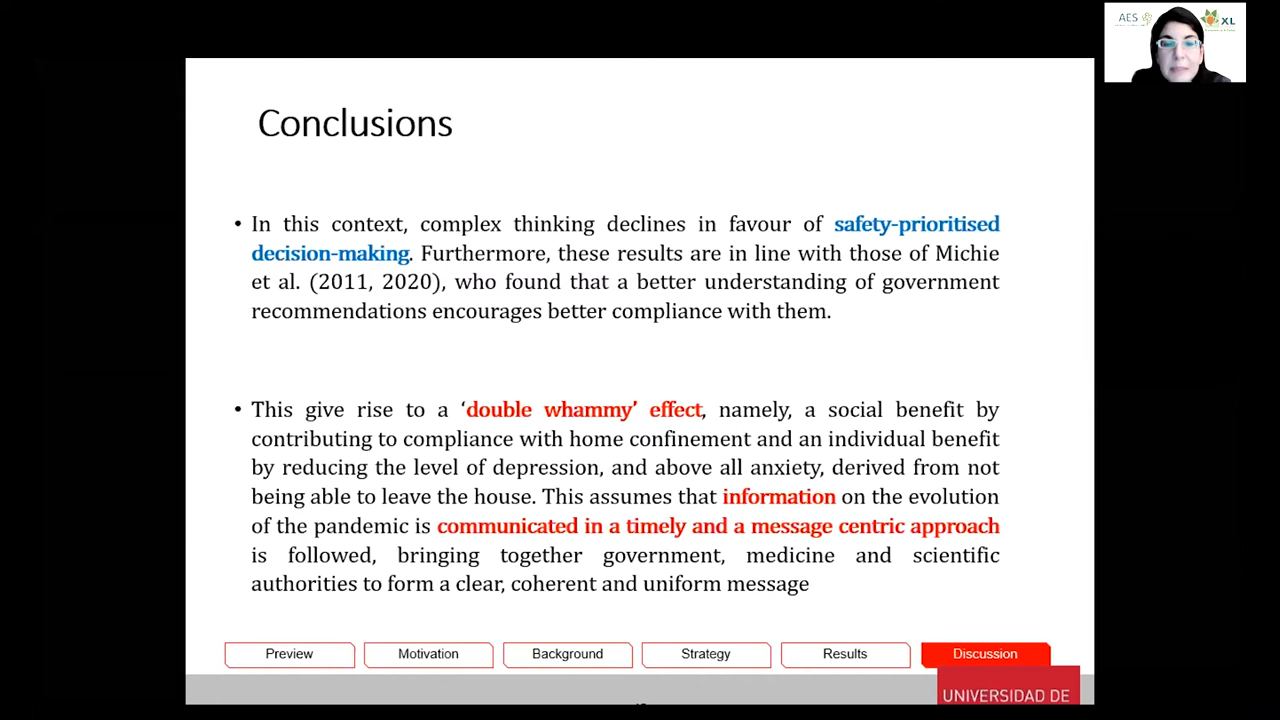 AES
XL
Conclusions
• In this context, complex thinking declines in favour of safety-prioritised
decision-making. Furthermore, these results are in line with those of Michie
et al. (2011, 2020), who found that a better understanding of government
recommendations encourages better compliance with them.
• This give rise to a ‘double whammy’ effect, namely, a social benefit by
contributing to compliance with home confinement and an individual benefit
by reducing the level of depression, and above all anxiety, derived from not
being able to leave the house. This assumes that information on the evolution
of the pandemic is communicated in a timely and a message centric approach
is followed, bringing together government, medicine and scientific
authorities to form a clear, coherent and uniform message
Preview Motivation Background Strategy Results Discussion
UNIVERSIDAD DE